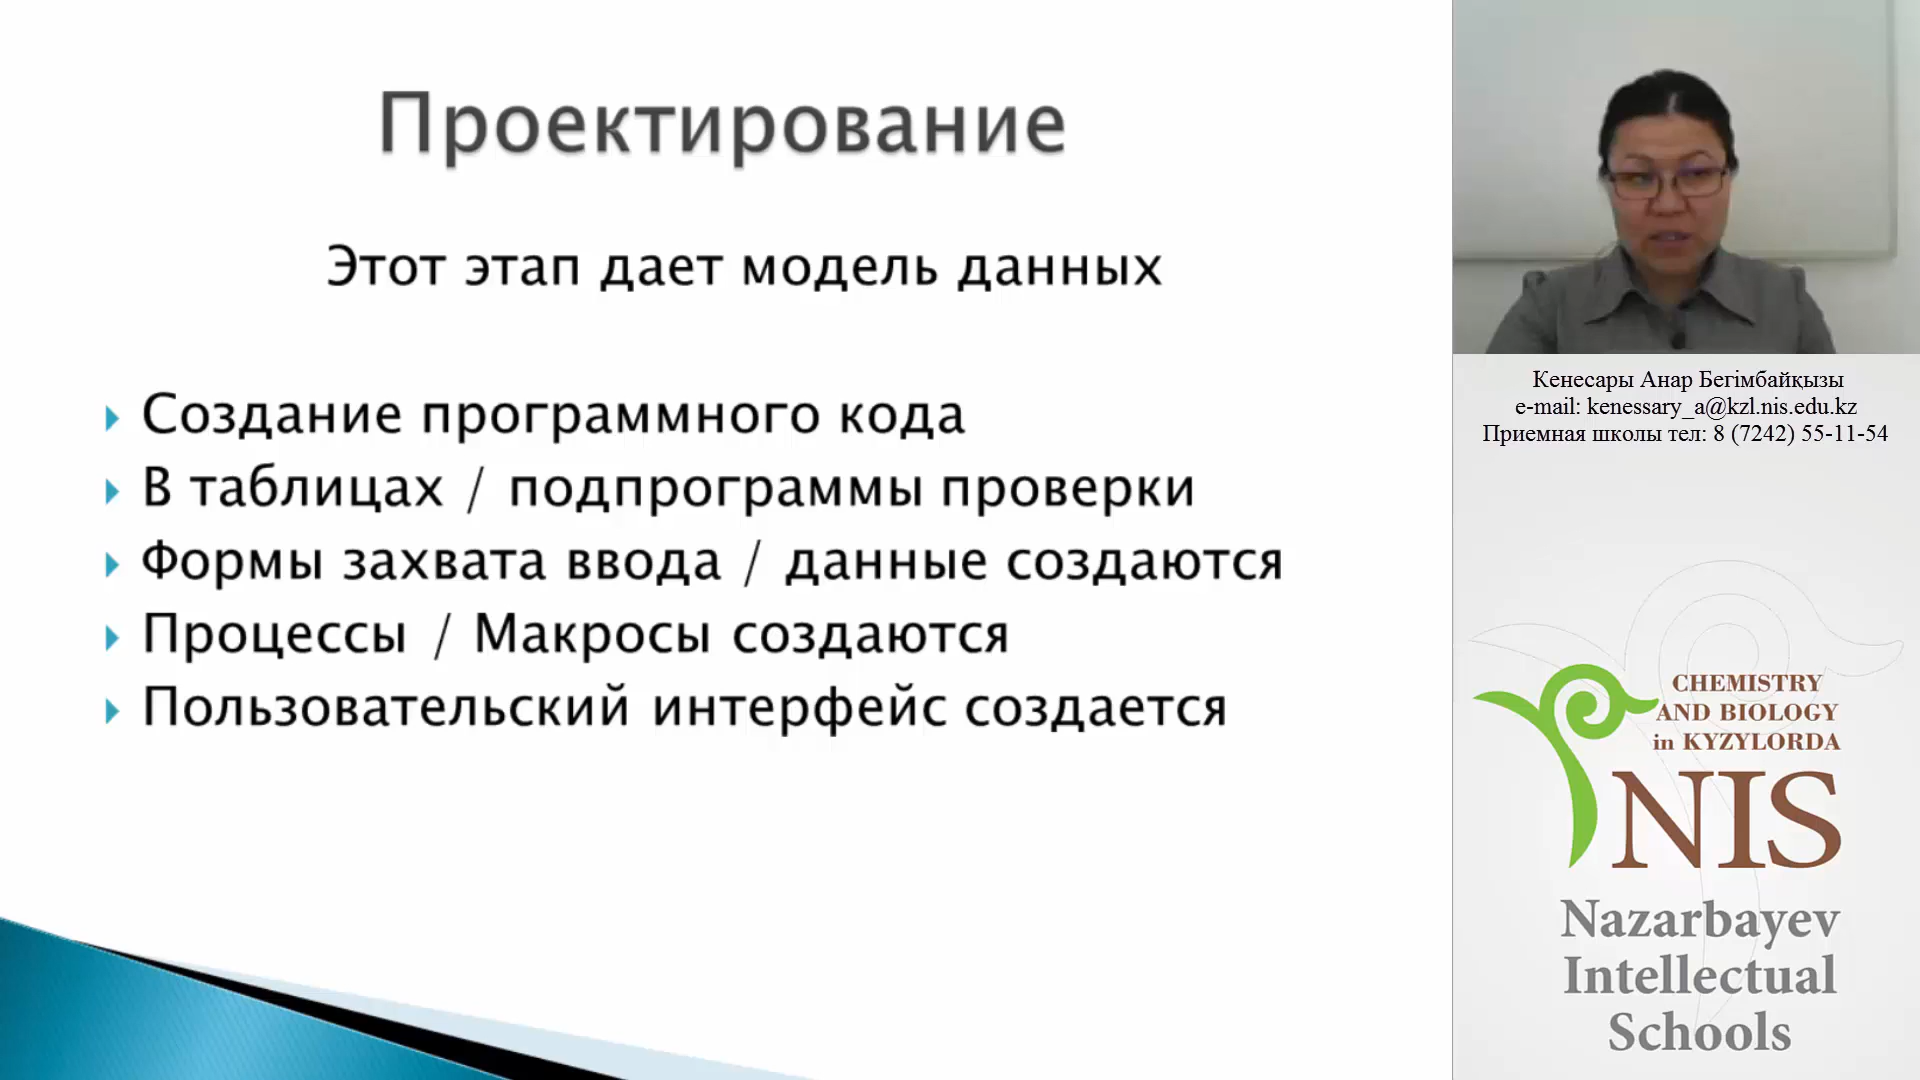 Проектирование
Этот этап дает модель данных
Создание программного кода
В таблицах / подпрограммы проверки
Формы захвата ввода / данные создаются
Процессы / Макросы создаются
Пользовательский интерфейс создается
Кенесары Анар Бегімбайқызы
e-mail: kenessary_a@kzl.nis.edu.kz
Приемная школы тел: 8 (7242) 55-11-54
CHEMISTRY
AND BIOLOGY
in KYZYLORDA
NIS
Nazarbayev
Intellectual
Schools